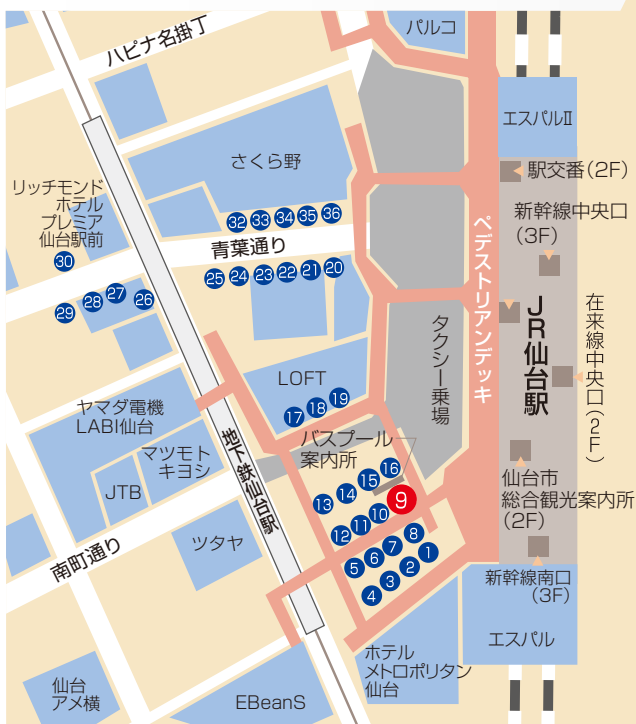 パルコ
ハピナ名掛丁
エスパルⅡ
さくら野
駅交番(2F)
リッチモンド
ホテル
プレミア
仙台駅前
新幹線中央口
(3F)
32 33 34 35 36
青葉通り
ペデストリアンデッキ
30
25 24 23 22 21 20
29 28 27 26
JR仙台駅
在来線中央口(2F)
タクシー乗場
LOFT
17 18 19
ヤマダ電機
LABI仙台
マツモト
キヨシ
JTB
地下鉄仙台駅
バスプール
案内所
13 14 15 16
9
12 11 10
仙台市
総合観光案内所
(2F)
南町通り
ツタヤ
5 6 7 8
4 3 2 1
新幹線南口
(3F)
エスパル
ホテル
メトロポリタン
仙台
仙台
アメ横
EBeanS